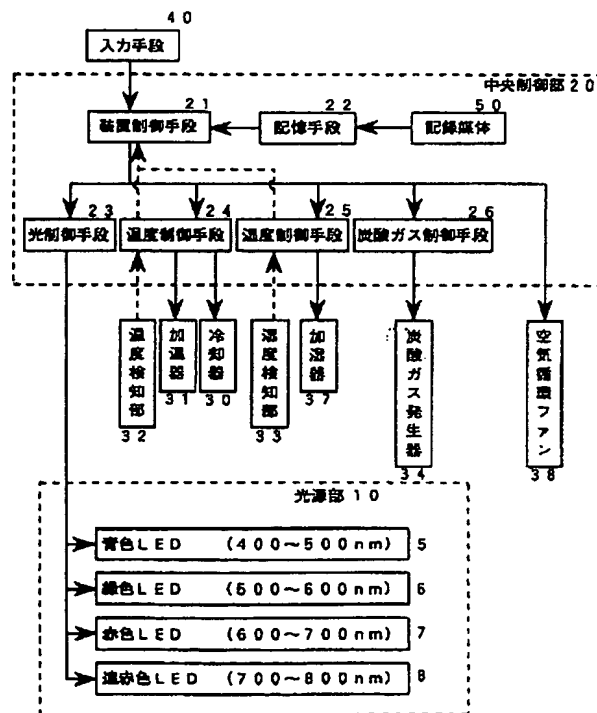 40
入力手段
中央制御部20
21
22
50
装置制御手段
記憶手段
記録媒体
23
24
25
26
光制御手段
温度制御手段
湿度制御手段
炭酸ガス制御手段
温度検知部
32
加温器
31
冷却器
30
湿度検知部
33
加湿器
37
炭酸ガス発生器
34
空気循環ファン
38
光源部10
青色LED (400～500nm) 5
緑色LED (500～600nm) 6
赤色LED (600～700nm) 7
遠赤色LED (700～800nm) 8